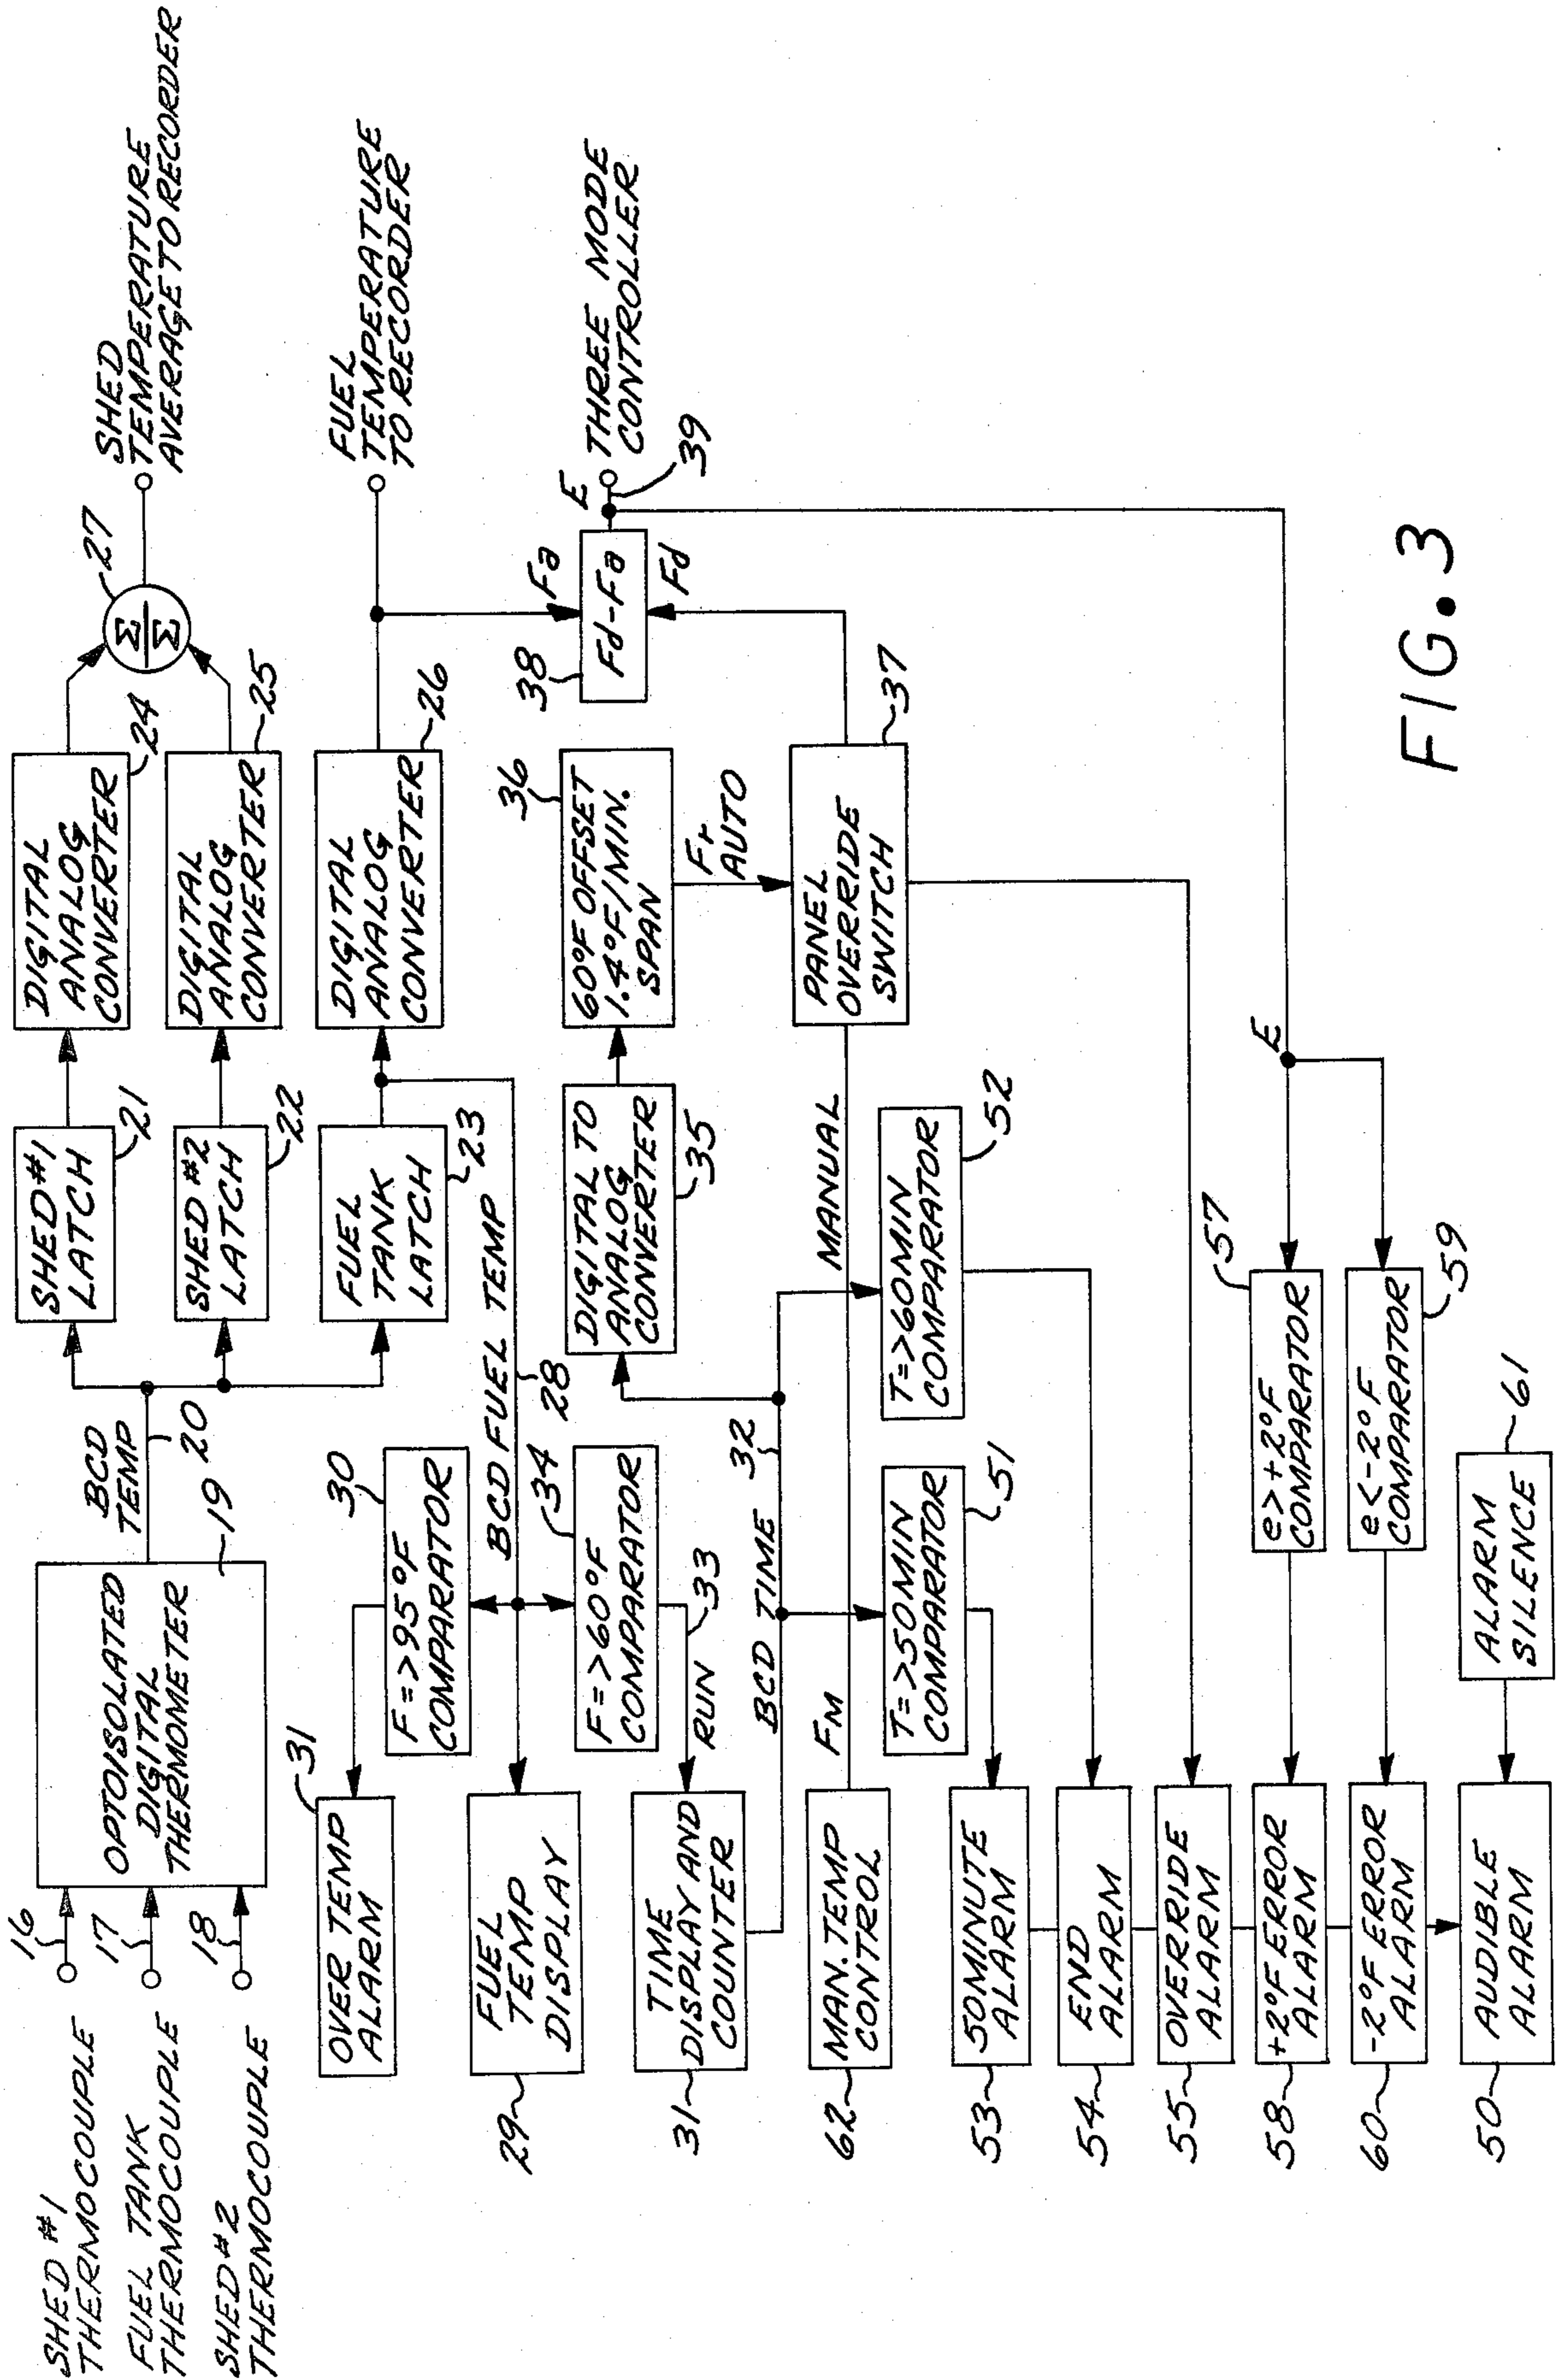 SHED #1
THERMOCOUPLE
16
FUEL TANK
THERMOCOUPLE
17
SHED #2
THERMOCOUPLE
18
OPTOISOLATED
DIGITAL
THERMOMETER
19
BCD
TEMP
20
SHED #1
LATCH
21
SHED #2
LATCH
22
FUEL
TANK
LATCH
23
DIGITAL
ANALOG
CONVERTER
24
DIGITAL
ANALOG
CONVERTER
25
DIGITAL
ANALOG
CONVERTER
26
Σ
Σ
27
SHED
TEMPERATURE
AVERAGE TO RECORDER
FUEL
TEMPERATURE
TO RECORDER
OVER TEMP
ALARM
31
F=>95°F
COMPARATOR
30
BCD FUEL TEMP
28
FUEL
TEMP
DISPLAY
29
F=>60°F
COMPARATOR
34
RUN
33
TIME
DISPLAY AND
COUNTER
31
BCD TIME
32
DIGITAL TO
ANALOG
CONVERTER
35
60°F OFFSET
1.4°F/MIN.
SPAN
36
Fr
AUTO
Fd-Fa
38
Fa
Fd
E
THREE MODE
CONTROLLER
39
MAN. TEMP
CONTROL
62
FM
MANUAL
PANEL
OVERRIDE
SWITCH
37
T=>50MIN
COMPARATOR
51
T=>60MIN
COMPARATOR
52
50MINUTE
ALARM
53
END
ALARM
54
OVERRIDE
ALARM
55
+2°F ERROR
ALARM
58
e>+2°F
COMPARATOR
57
E
-2°F ERROR
ALARM
60
e<-2°F
COMPARATOR
59
AUDIBLE
ALARM
50
ALARM
SILENCE
61
FIG. 3